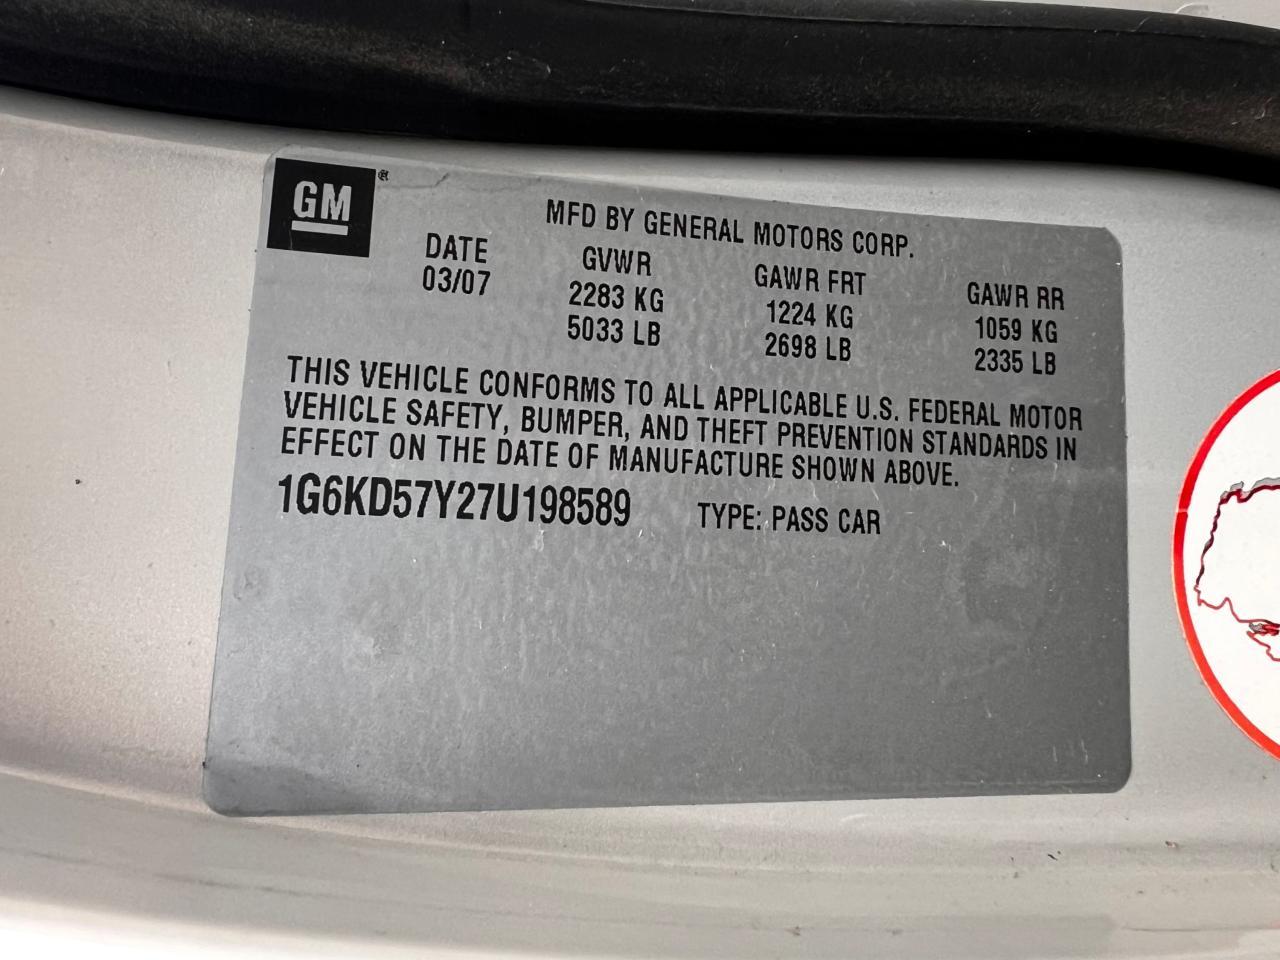 GM ®
MFD BY GENERAL MOTORS CORP.
DATE GVWR GAWR FRT GAWR RR
03/07 2283 KG 1224 KG 1059 KG
5033 LB 2698 LB 2335 LB
THIS VEHICLE CONFORMS TO ALL APPLICABLE U.S. FEDERAL MOTOR
VEHICLE SAFETY, BUMPER, AND THEFT PREVENTION STANDARDS IN
EFFECT ON THE DATE OF MANUFACTURE SHOWN ABOVE.
1G6KD57Y27U198589 TYPE: PASS CAR